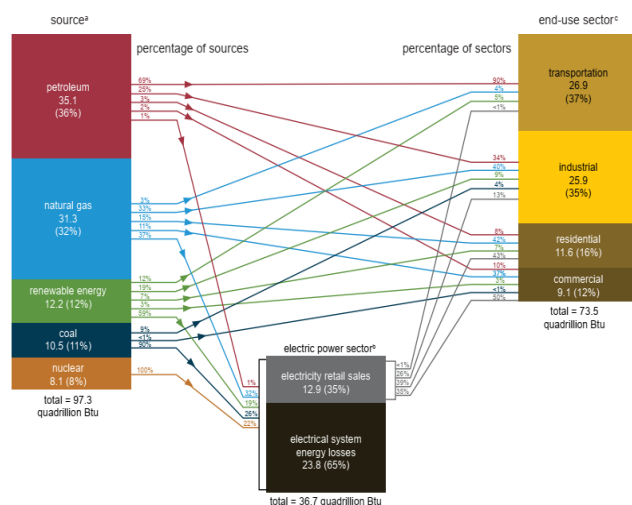 sourceᵃ
end-use sectorᶜ
percentage of sources
percentage of sectors
petroleum
35.1
(36%)
69%
25%
3%
2%
1%
natural gas
31.3
(32%)
3%
33%
15%
11%
37%
renewable energy
12.2 (12%)
12%
19%
7%
3%
59%
coal
10.5 (11%)
9%
<1%
90%
nuclear
8.1 (8%)
100%
total = 97.3
quadrillion Btu
electric power sectorᵇ
1%
32%
19%
26%
22%
electricity retail sales
12.9 (35%)
electrical system
energy losses
23.8 (65%)
<1%
26%
39%
total = 36.7 quadrillion Btu
90%
4%
5%
<1%
transportation
26.9
(37%)
34%
40%
9%
4%
13%
industrial
25.9
(35%)
8%
42%
7%
43%
residential
11.6 (16%)
10%
37%
<1%
50%
commercial
9.1 (12%)
total = 73.5
quadrillion Btu